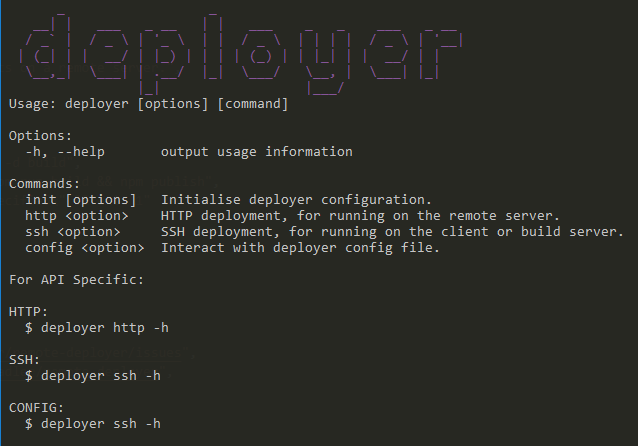 deployer
Usage: deployer [options] [command]
Options:
-h, --help output usage information
Commands:
init [options] Initialise deployer configuration.
http <option> HTTP deployment, for running on the remote server.
ssh <option> SSH deployment, for running on the client or build server.
config <option> Interact with deployer config file.
For API Specific:
HTTP:
$ deployer http -h
SSH:
$ deployer ssh -h
CONFIG:
$ deployer ssh -h